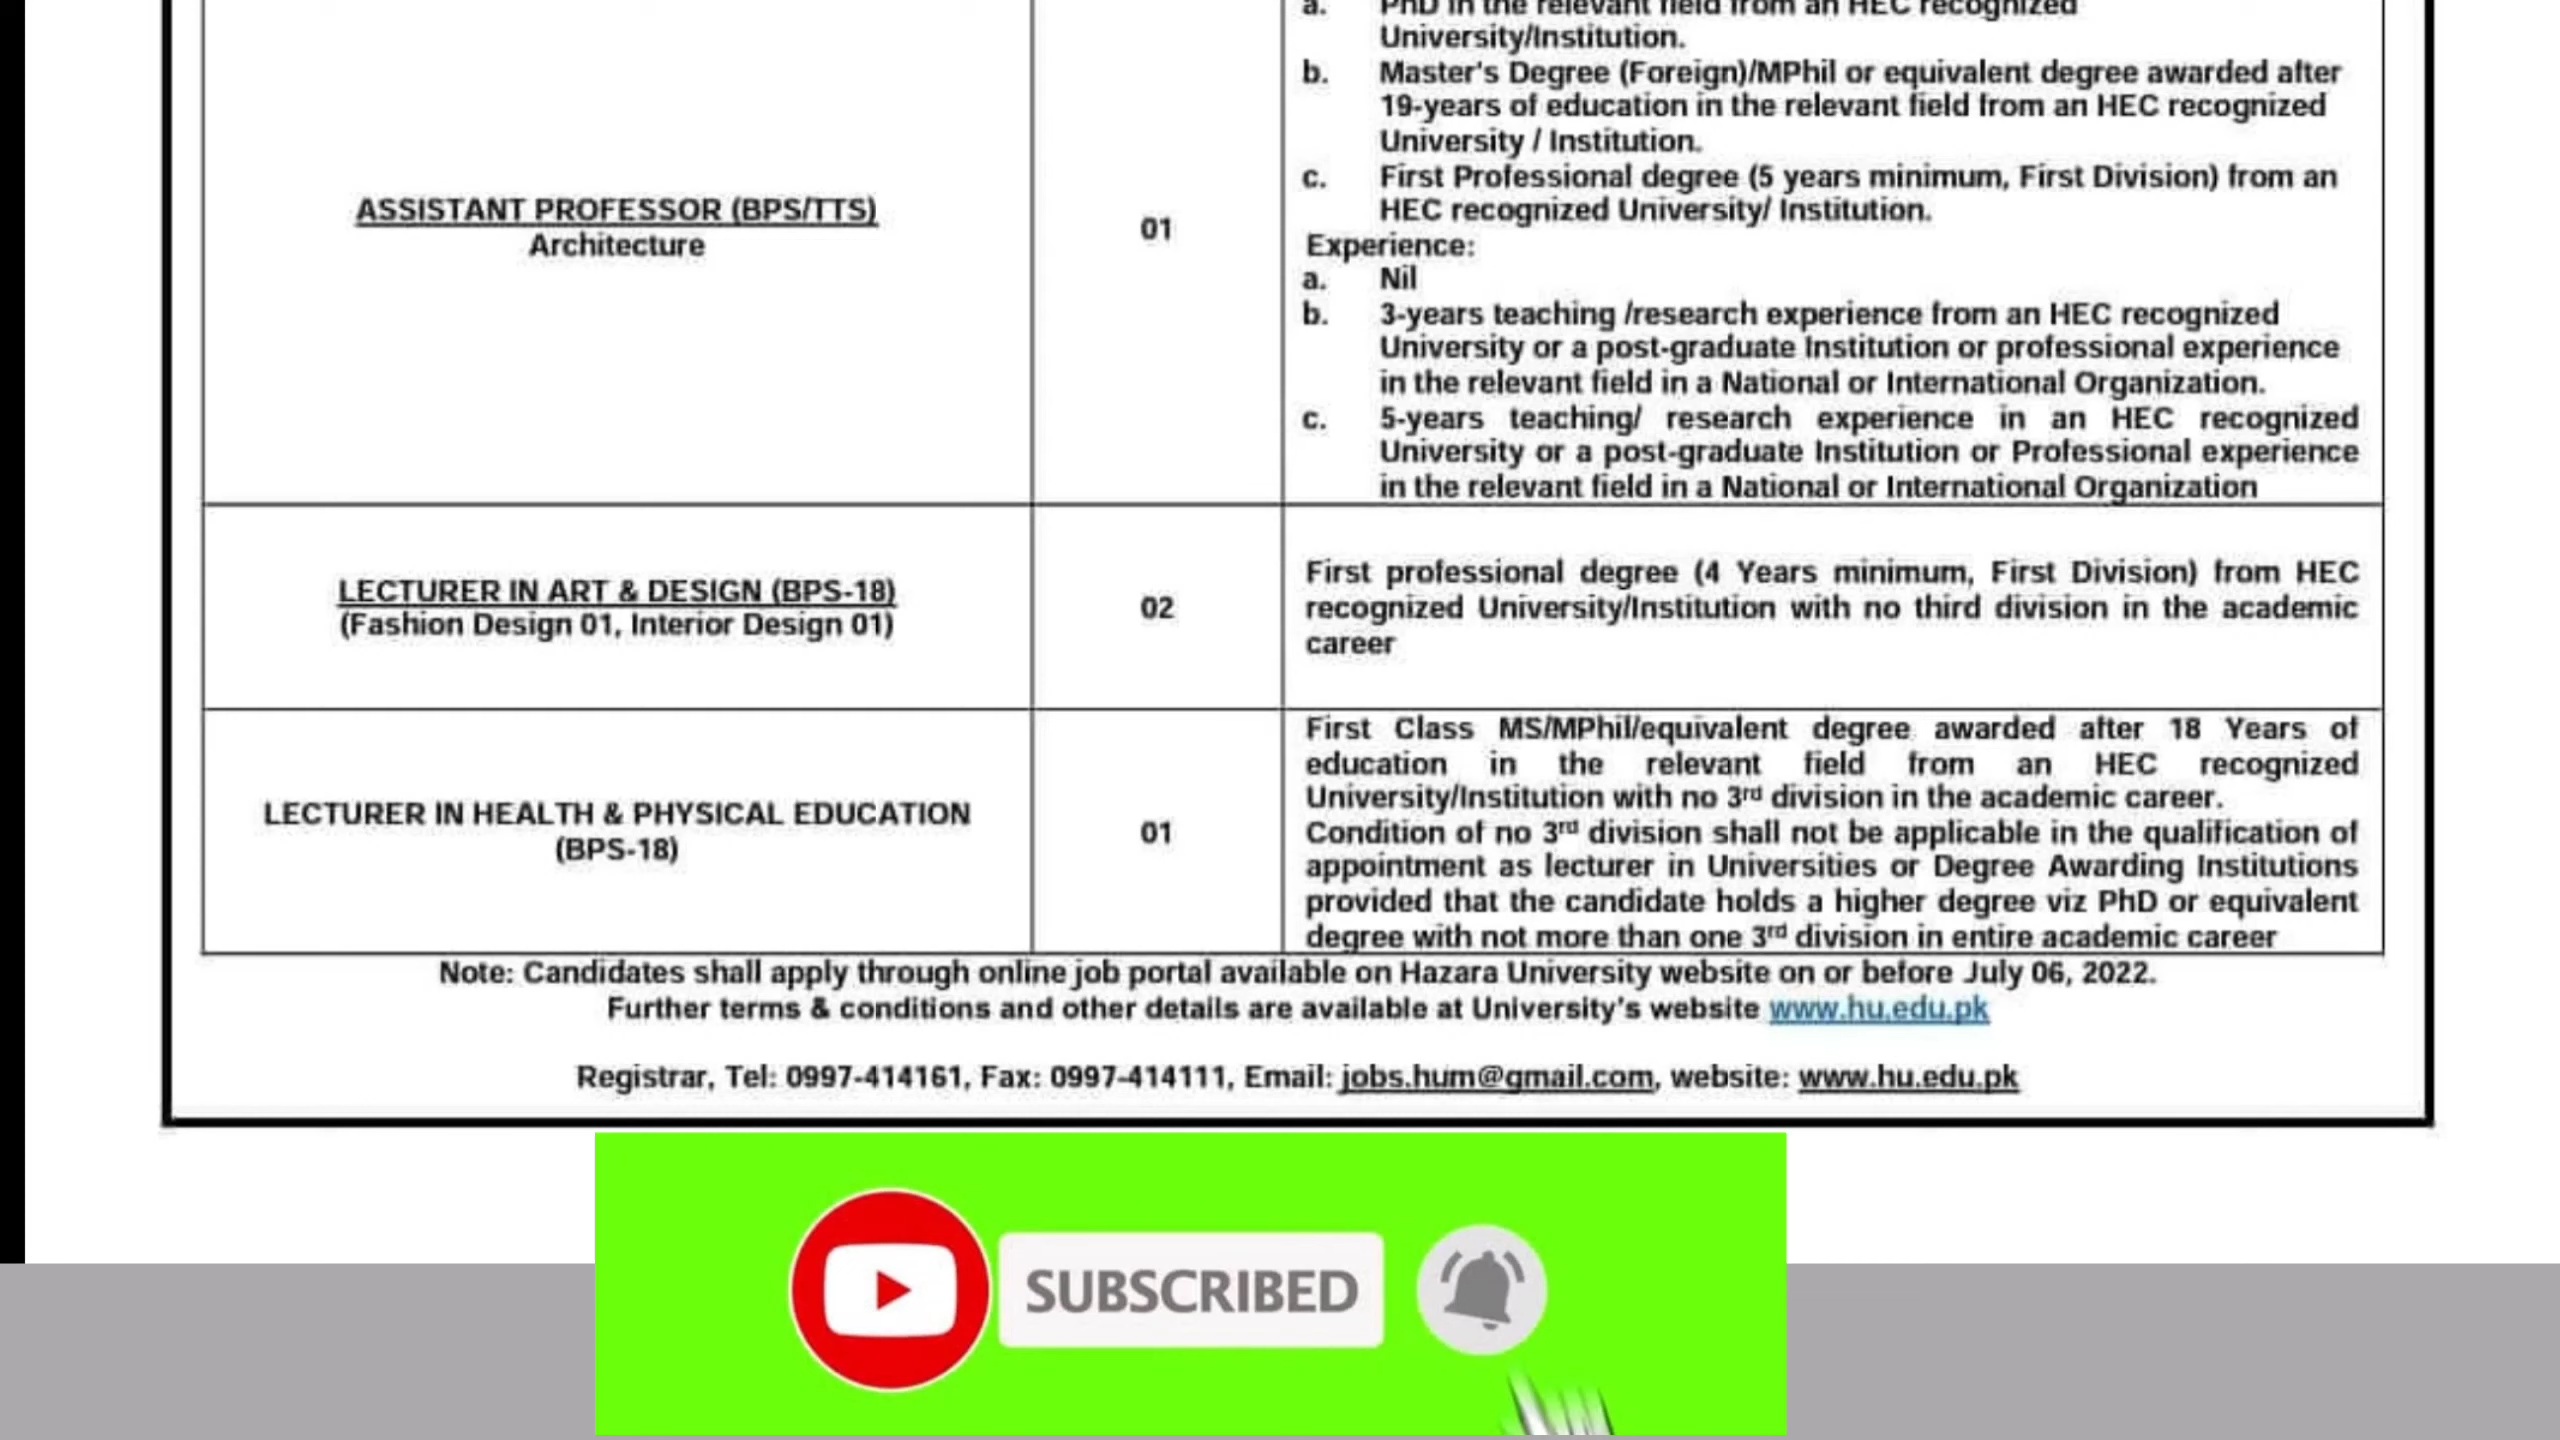 a. PhD in the relevant field from an HEC recognized
University/Institution.
b. Master's Degree (Foreign)/MPhil or equivalent degree awarded after
19-years of education in the relevant field from an HEC recognized
University / Institution.
c. First Professional degree (5 years minimum, First Division) from an
HEC recognized University/ Institution.
ASSISTANT PROFESSOR (BPS/TTS)
Architecture
01
Experience:
a. Nil
b. 3-years teaching /research experience from an HEC recognized
University or a post-graduate Institution or professional experience
in the relevant field in a National or International Organization.
c. 5-years teaching/ research experience in an HEC recognized
University or a post-graduate Institution or Professional experience
in the relevant field in a National or International Organization
LECTURER IN ART & DESIGN (BPS-18)
(Fashion Design 01, Interior Design 01)
02
First professional degree (4 Years minimum, First Division) from HEC
recognized University/Institution with no third division in the academic
career
LECTURER IN HEALTH & PHYSICAL EDUCATION
(BPS-18)
01
First Class MS/MPhil/equivalent degree awarded after 18 Years of
education in the relevant field from an HEC recognized
University/Institution with no 3rd division in the academic career.
Condition of no 3rd division shall not be applicable in the qualification of
appointment as lecturer in Universities or Degree Awarding Institutions
provided that the candidate holds a higher degree viz PhD or equivalent
degree with not more than one 3rd division in entire academic career
Note: Candidates shall apply through online job portal available on Hazara University website on or before July 06, 2022.
Further terms & conditions and other details are available at University's website www.hu.edu.pk
Registrar, Tel: 0997-414161, Fax: 0997-414111, Email: jobs.hum@gmail.com, website: www.hu.edu.pk
SUBSCRIBED